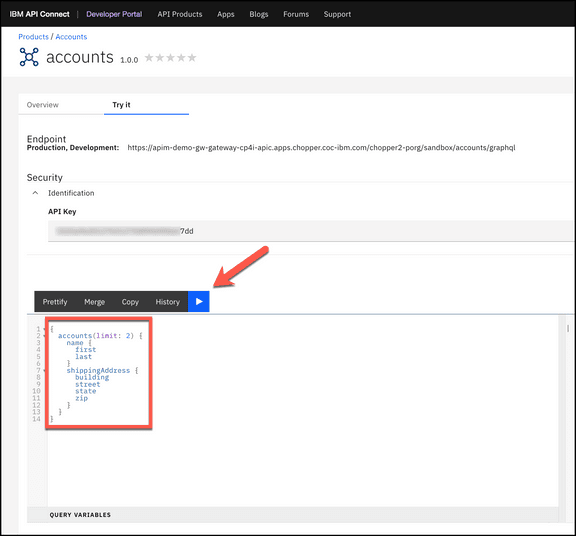 IBM API Connect | Developer Portal API Products Apps Blogs Forums Support
Products / Accounts
accounts 1.0.0
Overview Try it
Endpoint
Production, Development: https://apim-demo-gw-gateway-cp4i-apic.apps.chopper.coc-ibm.com/chopper2-porg/sandbox/accounts/graphql
Security
Identification
API Key
7dd
Prettify Merge Copy History
1 {
2 accounts(limit: 2) {
3 name {
4 first
5 last
6 }
7 shippingAddress {
8 building
9 street
10 state
11 zip
12 }
13 }
14 }
QUERY VARIABLES